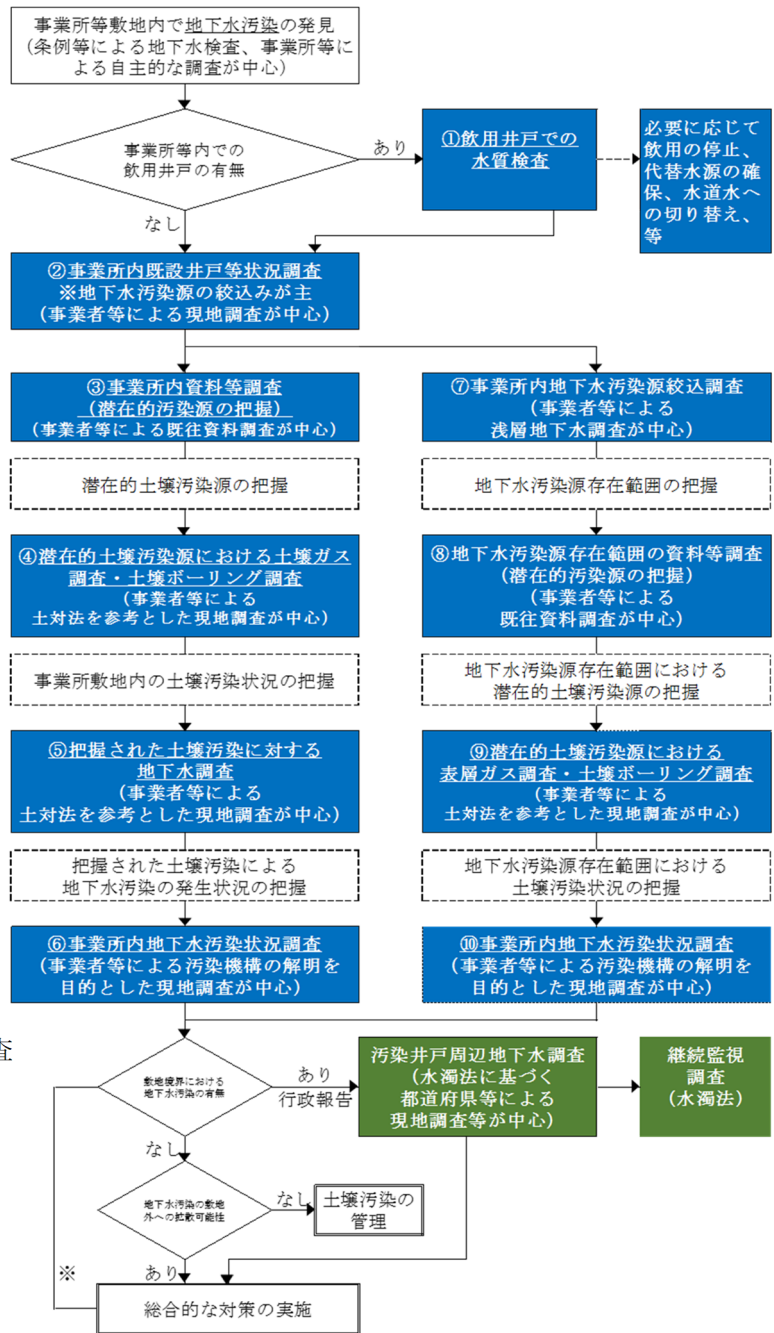 事業所等敷地内で地下水汚染の発見
(条例等による地下水検査、事業所等に
よる自主的な調査が中心)
事業所等内での
飲用井戸の有無
あり
①飲用井戸での
水質検査
必要に応じて
飲用の停止、
代替水源の確
保、水道水へ
の切り替え、
等
なし
②事業所内既設井戸等状況調査
※地下水汚染源の絞込みが主
(事業者等による現地調査が中心)
③事業所内資料等調査
(潜在的汚染源の把握)
(事業者等による既往資料調査が中心)
⑦事業所内地下水汚染源絞込調査
(事業者等による
浅層地下水調査が中心)
潜在的土壌汚染源の把握
地下水汚染源存在範囲の把握
④潜在的土壌汚染源における土壌ガス
調査・土壌ボーリング調査
(事業者等による
土対法を参考とした現地調査が中心)
⑧地下水汚染源存在範囲の資料等調査
(潜在的汚染源の把握)
(事業者等による
既往資料調査が中心)
事業所敷地内の土壌汚染状況の把握
地下水汚染源存在範囲における
潜在的土壌汚染源の把握
⑤把握された土壌汚染に対する
地下水調査
(事業者等による
土対法を参考とした現地調査が中心)
⑨潜在的土壌汚染源における
表層ガス調査・土壌ボーリング調査
(事業者等による
土対法を参考とした現地調査が中心)
把握された土壌汚染による
地下水汚染の発生状況の把握
地下水汚染源存在範囲における
土壌汚染状況の把握
⑥事業所内地下水汚染状況調査
(事業者等による汚染機構の解明を
目的とした現地調査が中心)
⑩事業所内地下水汚染状況調査
(事業者等による汚染機構の解明を
目的とした現地調査が中心)
査
敷地境界における
地下水汚染の有無
あり
行政報告
汚染井戸周辺地下水調査
(水濁法に基づく
都道府県等による
現地調査等が中心)
継続監視
調査
(水濁法)
なし
地下水汚染の敷地
外への拡散可能性
なし
土壌汚染の
管理
※
あり
総合的な対策の実施